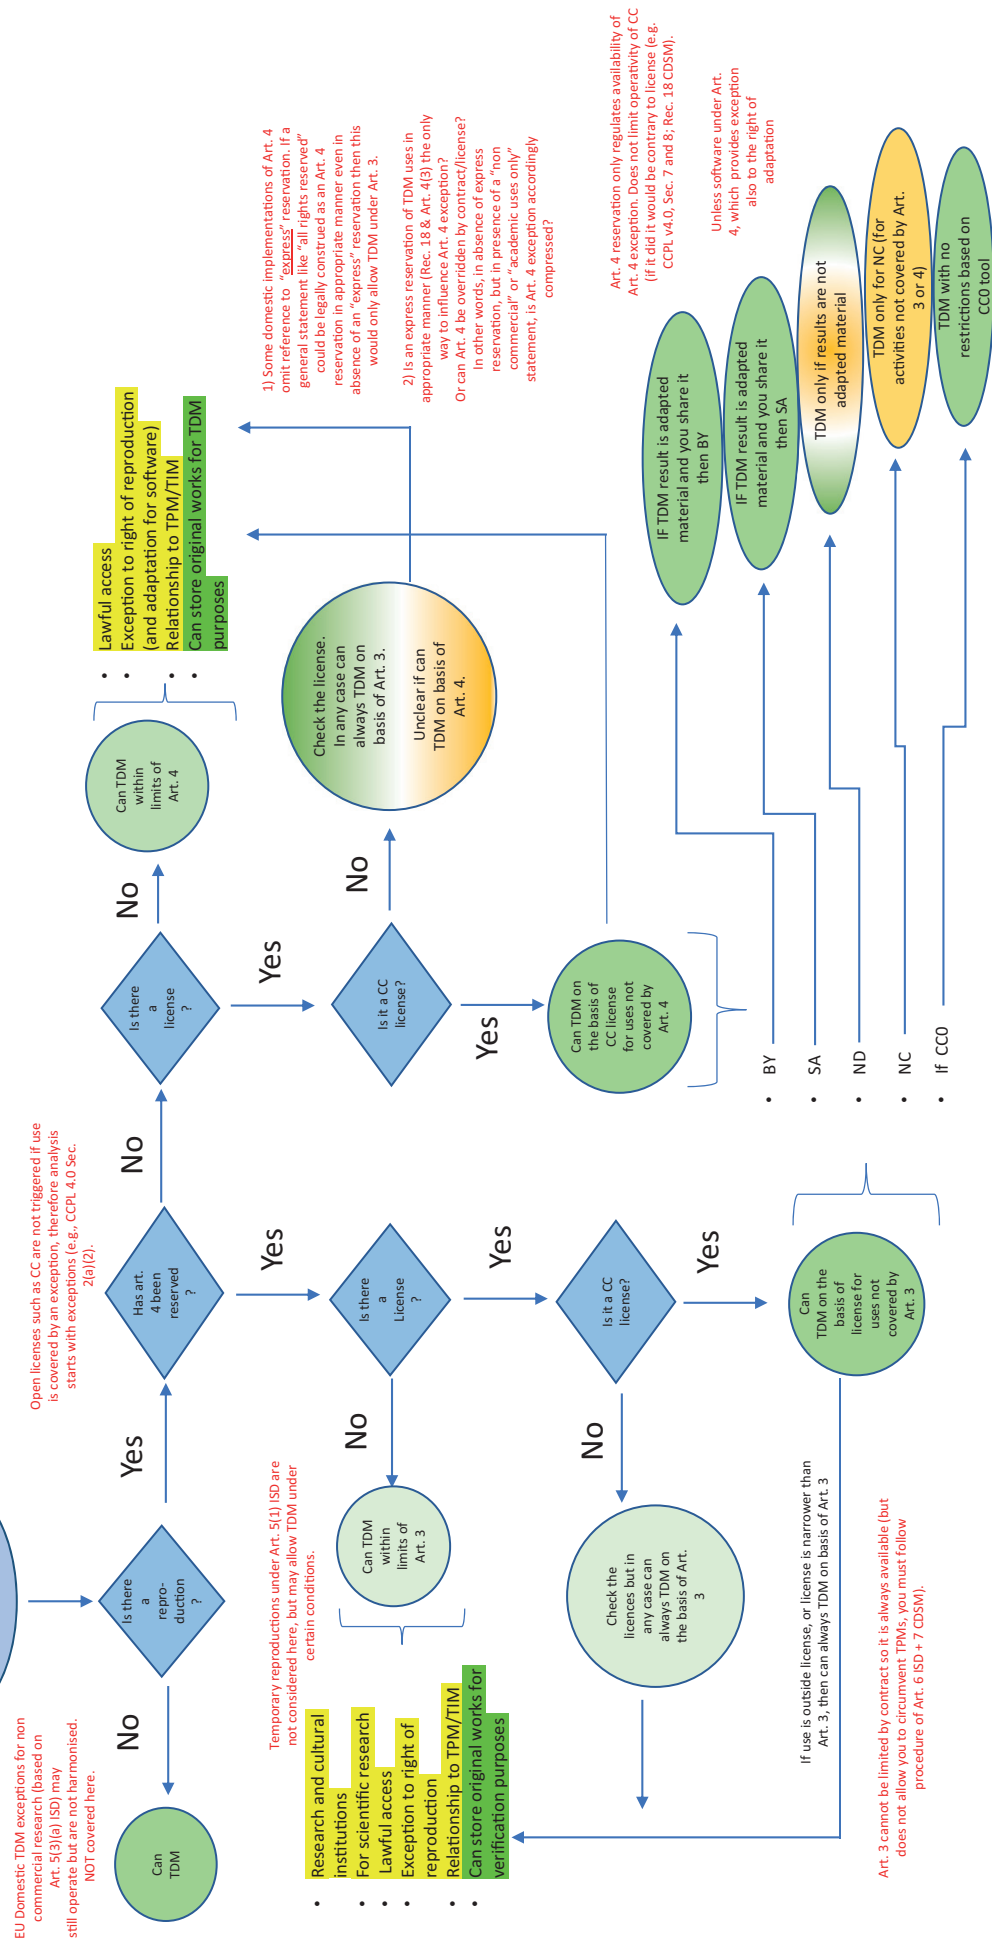 EU Domestic TDM exceptions for non
commercial research (based on
Art. 5(3)(a) ISD) may
still operate but are not harmonised.
NOT covered here.
Can
TDM
No
Is there
a
repro-
duction
?
Yes
Open licenses such as CC are not triggered if use
is covered by an exception, therefore analysis
starts with exceptions (e.g., CCPL 4.0 Sec.
2(a)(2).
Has art.
4 been
reserved
?
No
Is there
a
license
?
No
Can TDM
within
limits of
Art. 4
• Lawful access
• Exception to right of reproduction
(and adaptation for software)
• Relationship to TPM/TIM
• Can store original works for TDM
purposes
Yes
Is it a CC
license?
No
Check the license.
In any case can
always TDM on
basis of Art. 3.
Unclear if can
TDM on basis of
Art. 4.
1) Some domestic implementations of Art. 4
omit reference to “express” reservation. If a
general statement like “all rights reserved”
could be legally construed as an Art. 4
reservation in appropriate manner even in
absence of an “express” reservation then this
would only allow TDM under Art. 3.
2) Is an express reservation of TDM uses in
appropriate manner (Rec. 18 & Art. 4(3) the only
way to influence Art. 4 exception?
Or can Art. 4 be overridden by contract/license?
In other words, in absence of express
reservation, but in presence of a “non
commercial” or “academic uses only”
statement, is Art. 4 exception accordingly
compressed?
Yes
Can TDM on
the basis of
CC license
for uses not
covered by
Art. 4
• BY
• SA
• ND
• NC
• If CC0
IF TDM result is adapted
material and you share it
then BY
IF TDM result is adapted
material and you share it
then SA
TDM only if results are not
adapted material
TDM only for NC (for
activities not covered by Art.
3 or 4)
TDM with no
restrictions based on
CC0 tool
Art. 4 reservation only regulates availability of
Art. 4 exception. Does not limit operativity of CC
(if it did it would be contrary to license (e.g.
CCPL v4.0, Sec. 7 and 8; Rec. 18 CDSM).
Unless software under Art.
4, which provides exception
also to the right of
adaptation
Yes
Is there
a
License
?
No
Can TDM
within
limits of
Art. 3
Temporary reproductions under Art. 5(1) ISD are
not considered here, but may allow TDM under
certain conditions.
• Research and cultural
institutions
• For scientific research
• Lawful access
• Exception to right of
reproduction
• Relationship to TPM/TIM
• Can store original works for
verification purposes
Yes
Is it a CC
license?
No
Check the
licences but in
any case can
always TDM on
the basis of Art.
3
Yes
Can
TDM on the
basis of
license for
uses not
covered by
Art. 3
If use is outside license, or license is narrower than
Art. 3, then can always TDM on basis of Art. 3
Art. 3 cannot be limited by contract so it is always available (but
does not allow you to circumvent TPMs, you must follow
procedure of Art. 6 ISD + 7 CDSM).